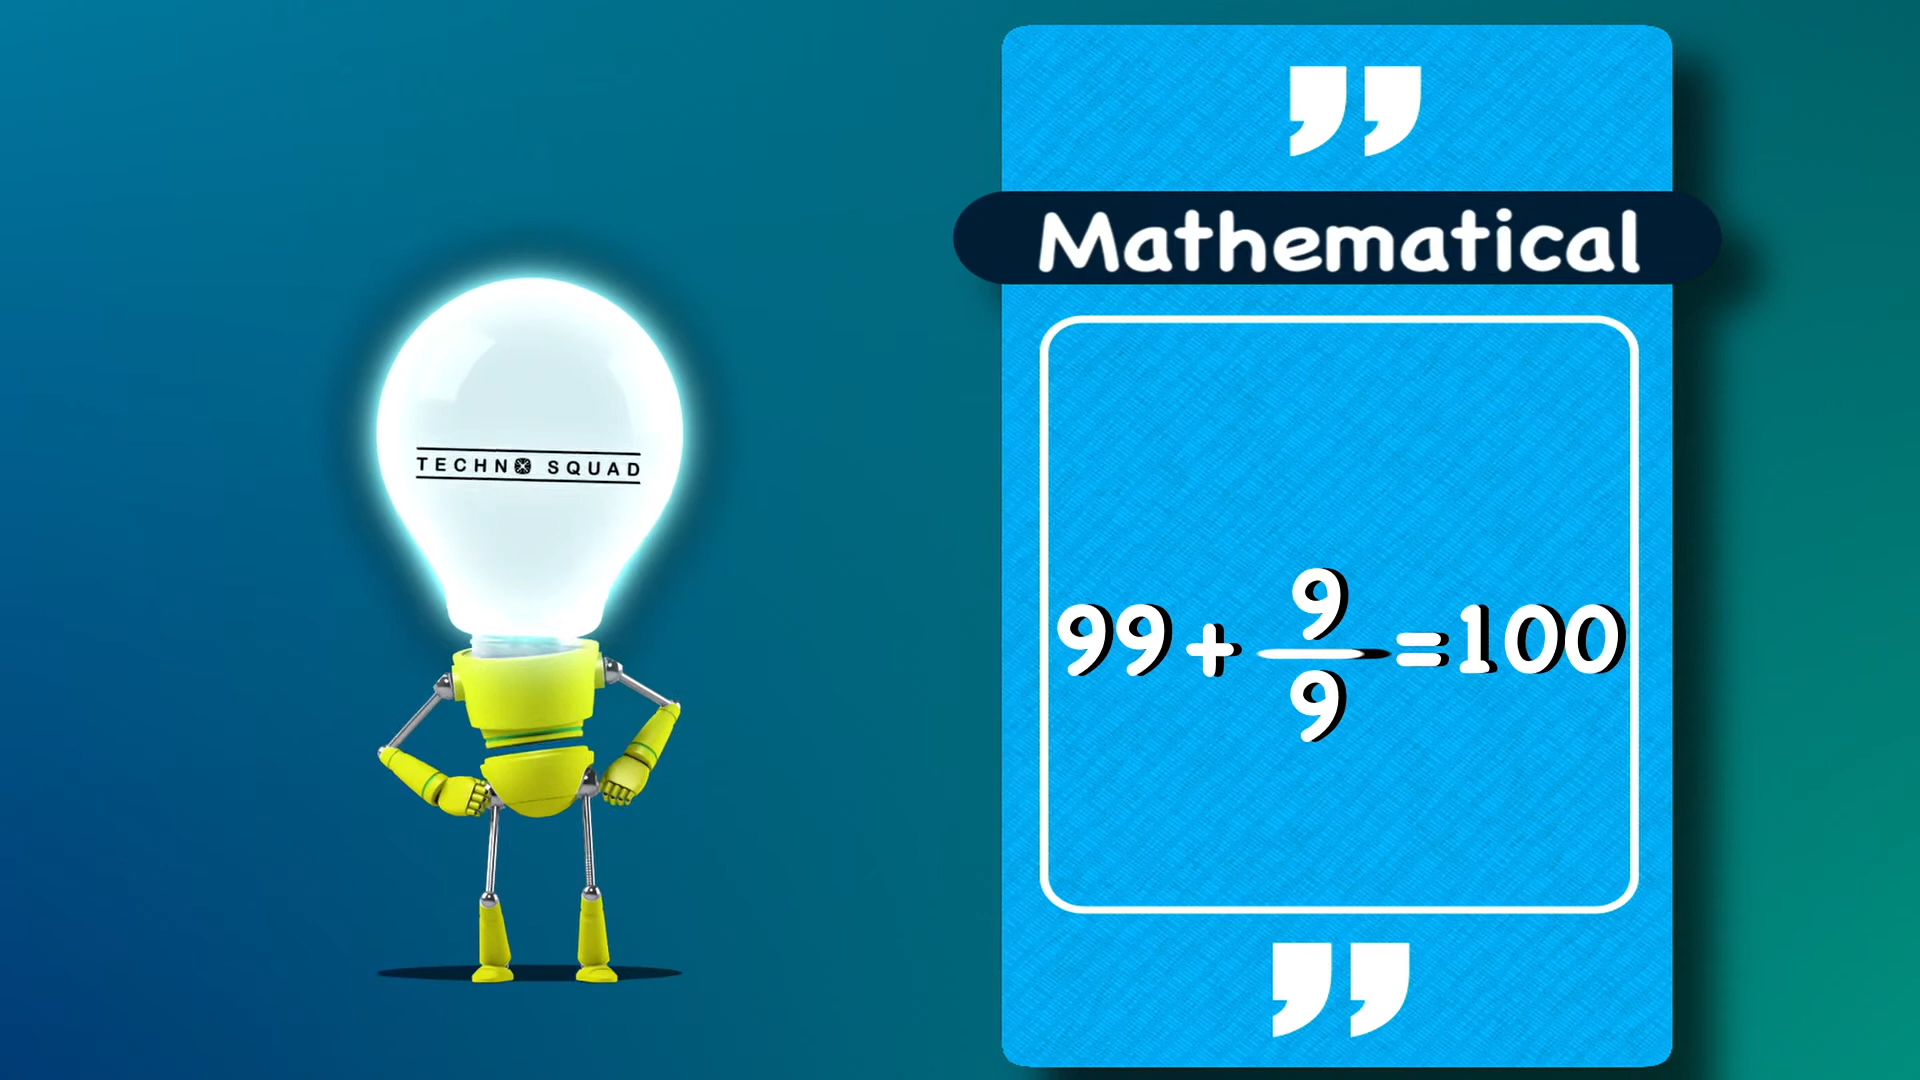 TECHNO SQUAD
”
Mathematical
99 + 9/9 = 100
”